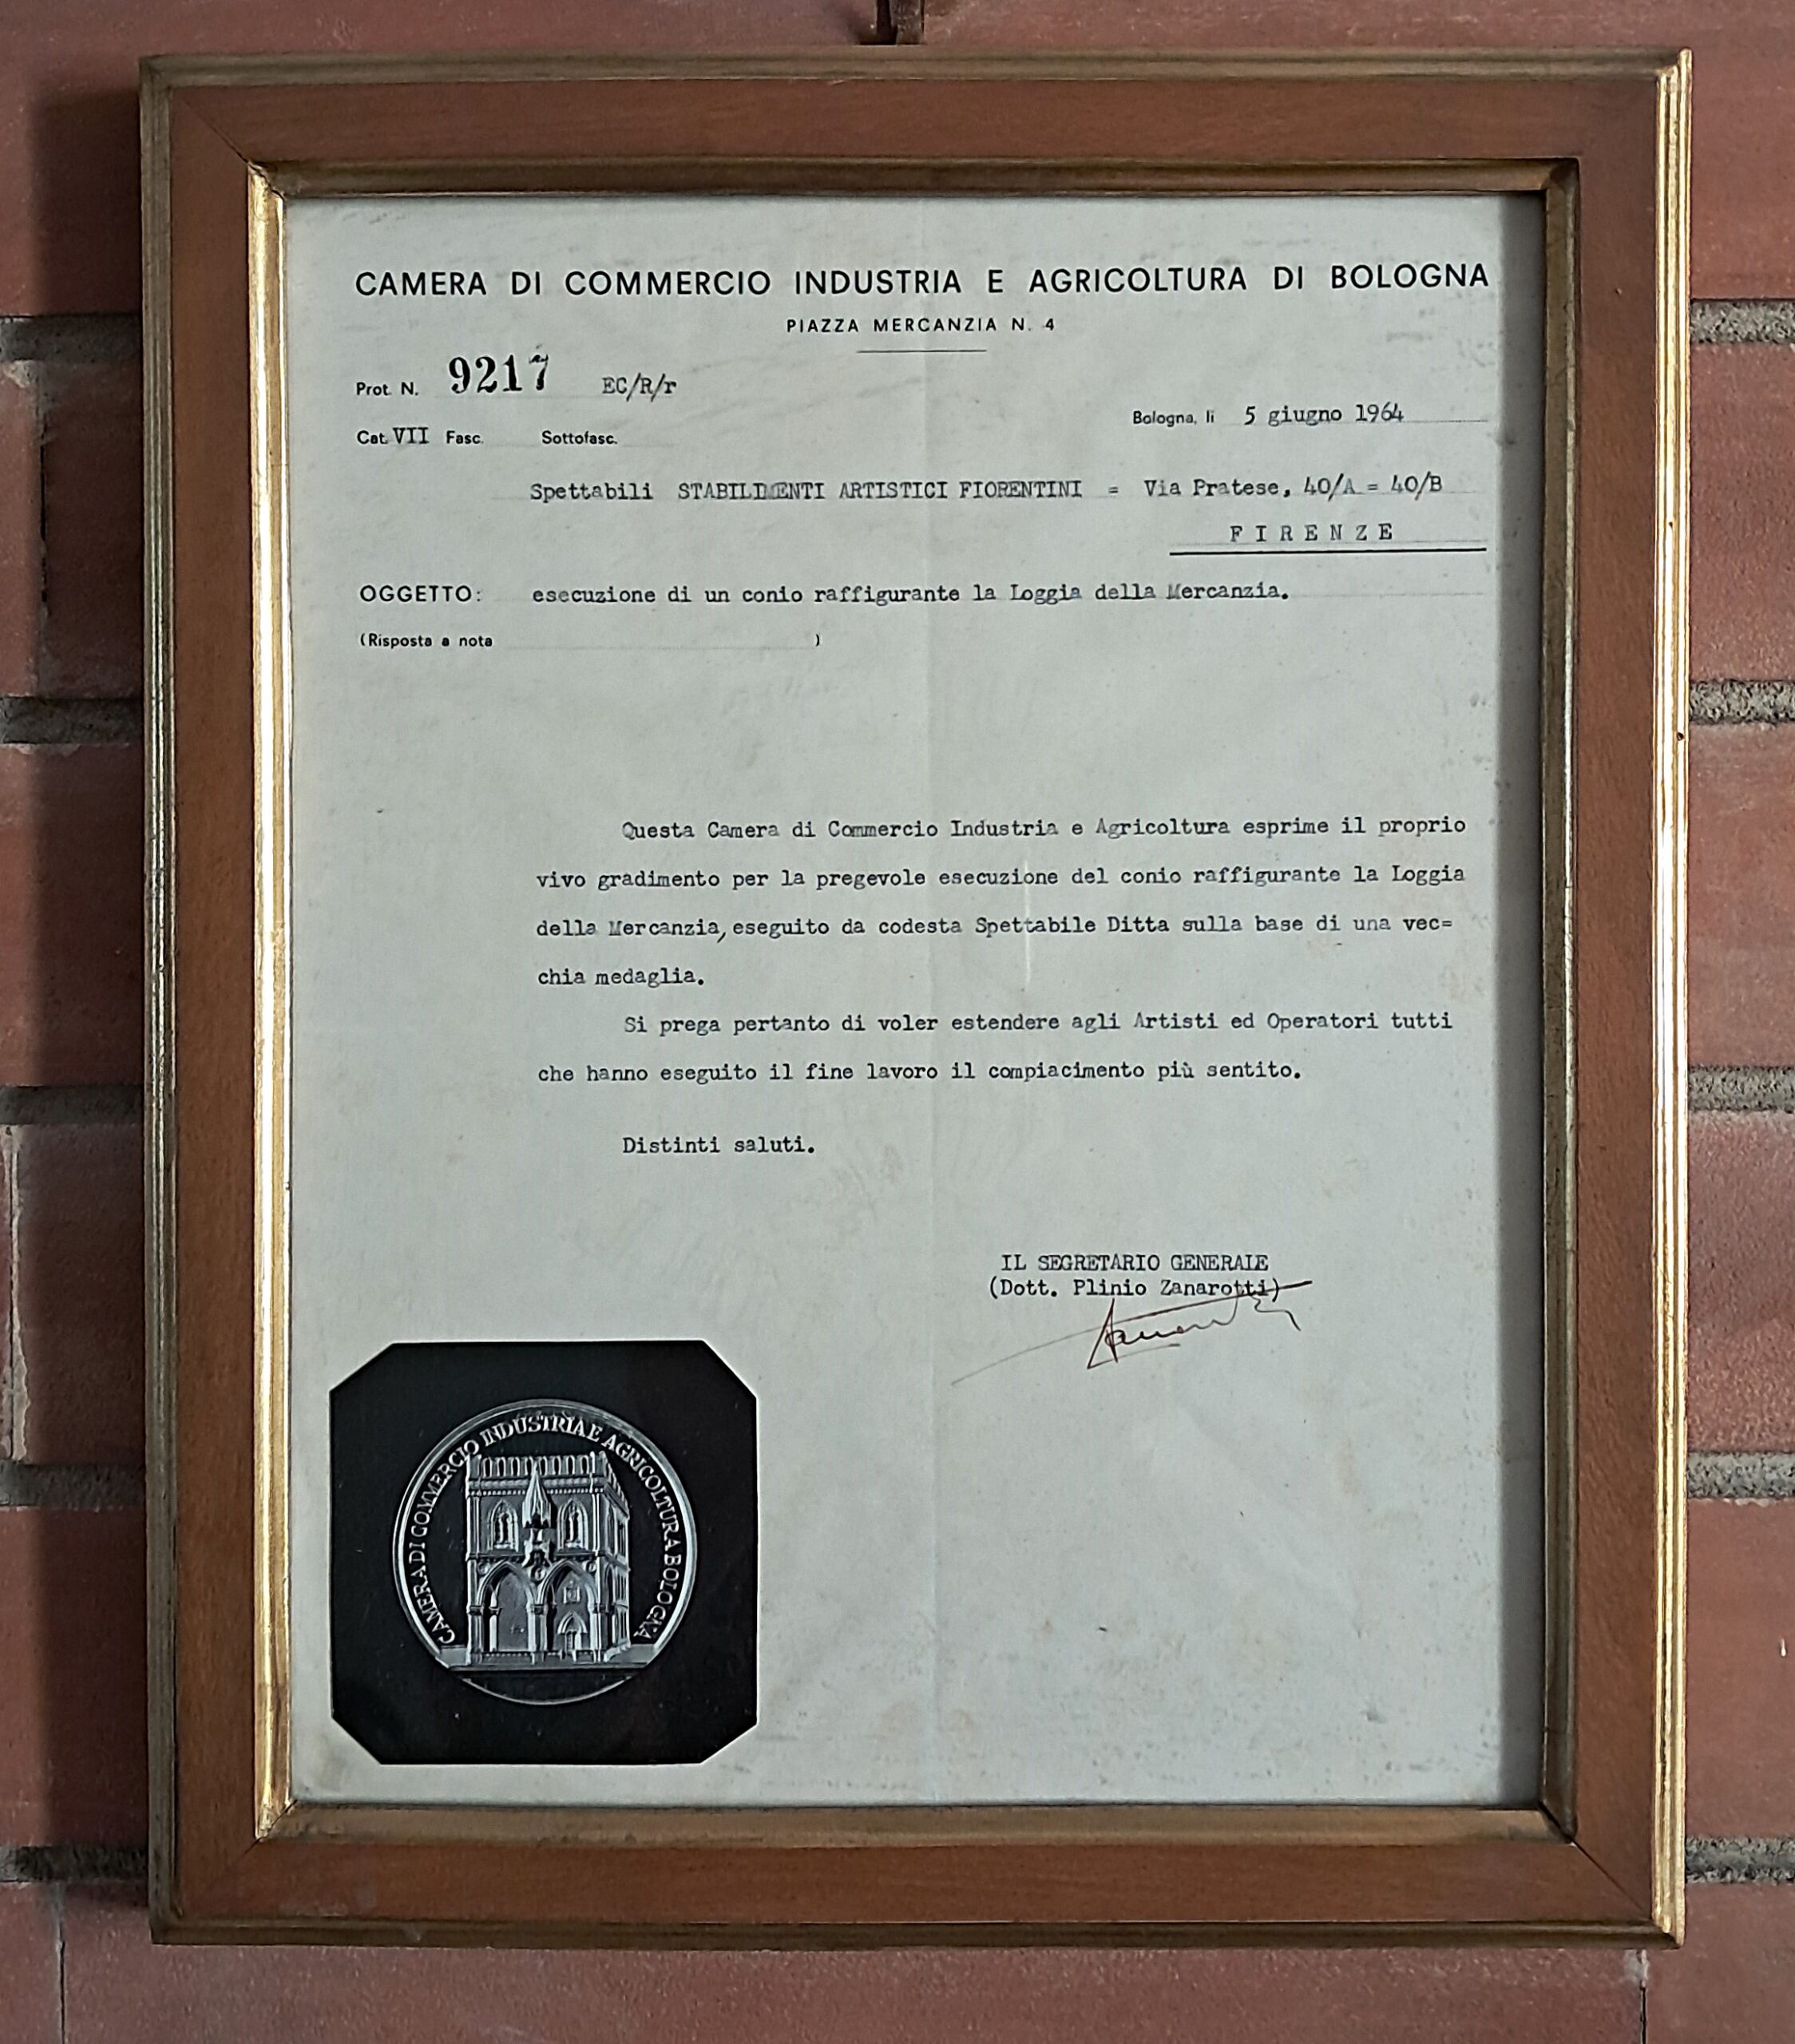 CAMERA DI COMMERCIO INDUSTRIA E AGRICOLTURA DI BOLOGNA
PIAZZA MERCANZIA N. 4
Prot. N. 9217 EC/R/r
Bologna, li 5 giugno 1964
Cat. VII Fasc. Sottofasc.
Spettabili STABILIMENTI ARTISTICI FIORENTINI = Via Pratese, 40/A = 40/B
FIRENZE
OGGETTO: esecuzione di un conio raffigurante la Loggia della Mercanzia.
(Risposta a nota )
Questa Camera di Commercio Industria e Agricoltura esprime il proprio
vivo gradimento per la pregevole esecuzione del conio raffigurante la Loggia
della Mercanzia, eseguito da codesta Spettabile Ditta sulla base di una vec=
chia medaglia.
Si prega pertanto di voler estendere agli Artisti ed Operatori tutti
che hanno eseguito il fine lavoro il compiacimento più sentito.
Distinti saluti.
IL SEGRETARIO GENERALE
(Dott. Plinio Zanarotti)
CAMERA DI COMMERCIO INDUSTRIA E AGRICOLTURA BOLOGNA